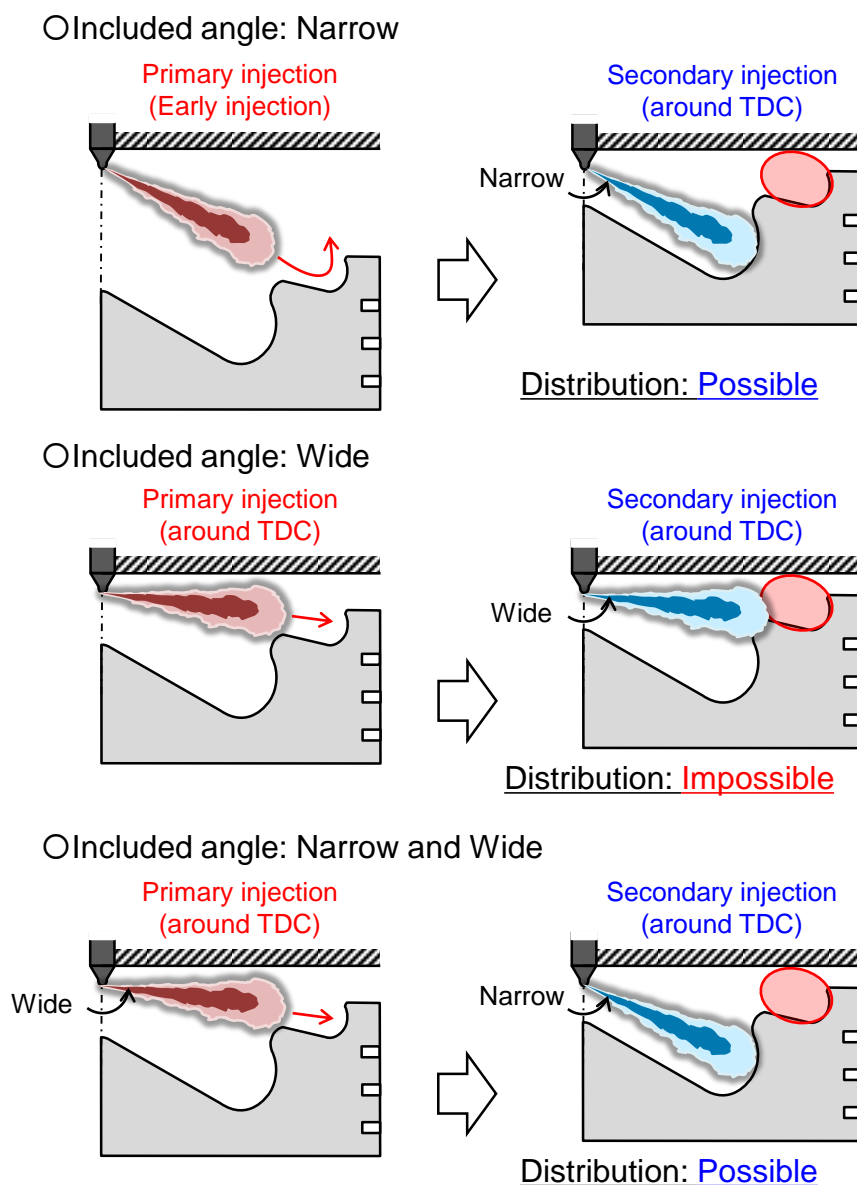 ○Included angle: Narrow
Primary injection
(Early injection)
Secondary injection
(around TDC)
Narrow
Distribution: Possible
○Included angle: Wide
Primary injection
(around TDC)
Secondary injection
(around TDC)
Wide
Distribution: Impossible
○Included angle: Narrow and Wide
Primary injection
(around TDC)
Secondary injection
(around TDC)
Wide
Narrow
Distribution: Possible